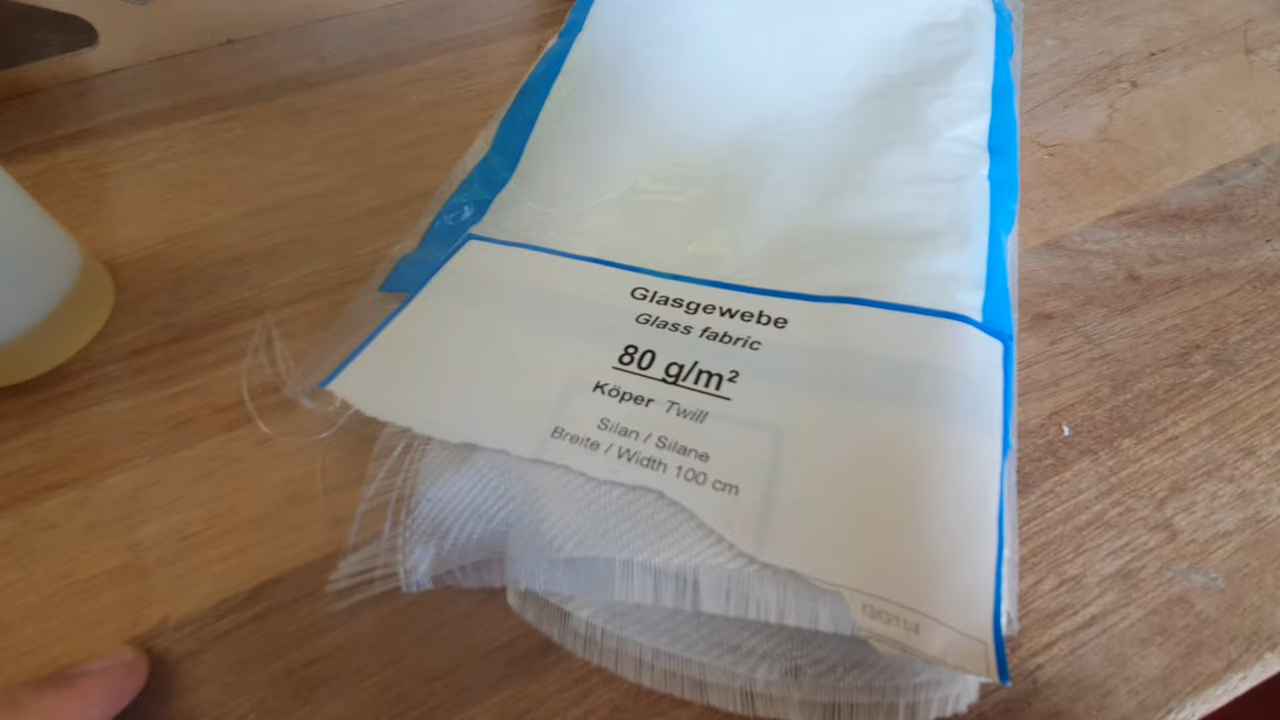 Glasgewebe
Glass fabric
80 g/m²
Köper Twill
Silan / Silane
Breite / Width 100 cm